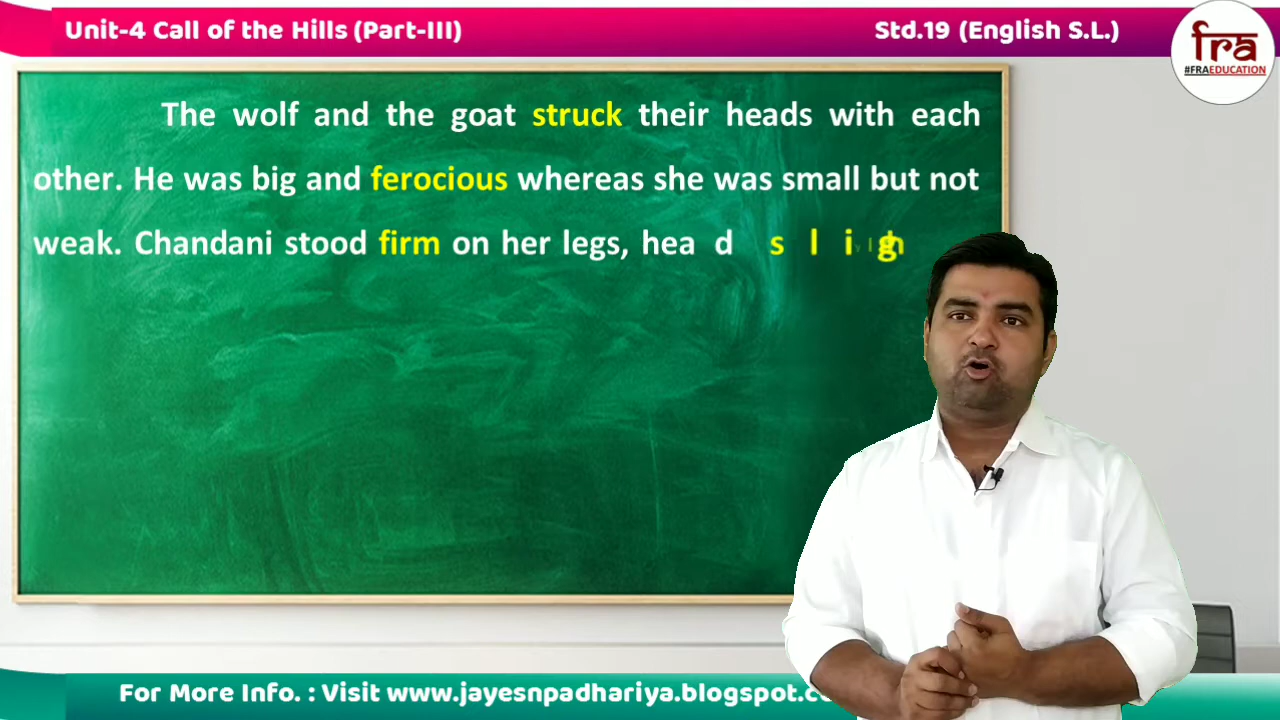 Unit-4 Call of the Hills (Part-III)
Std.19 (English S.L.)
fra
#FRAEDUCATION
The wolf and the goat struck their heads with each
other. He was big and ferocious whereas she was small but not
weak. Chandani stood firm on her legs, head
For More Info. : Visit www.jayesnpadhariya.blogspot.